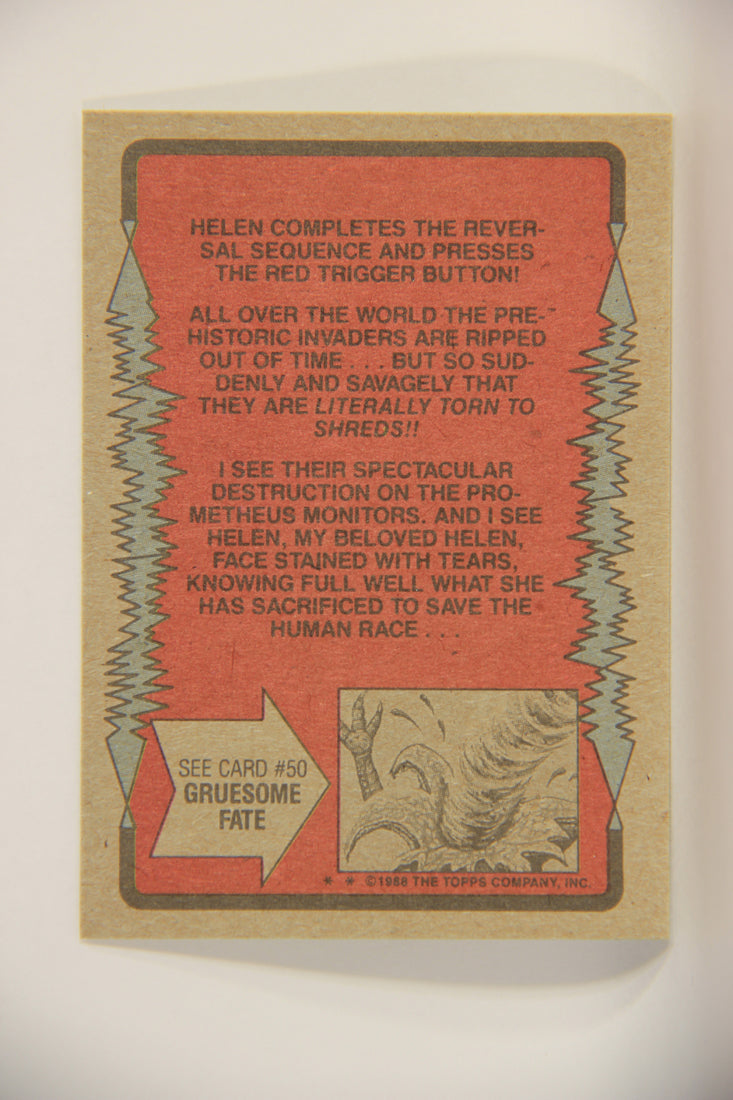 HELEN COMPLETES THE REVER-
SAL SEQUENCE AND PRESSES
THE RED TRIGGER BUTTON!
ALL OVER THE WORLD THE PRE-
HISTORIC INVADERS ARE RIPPED
OUT OF TIME . . . BUT SO SUD-
DENLY AND SAVAGELY THAT
THEY ARE LITERALLY TORN TO
SHREDS!!
I SEE THEIR SPECTACULAR
DESTRUCTION ON THE PRO-
METHEUS MONITORS. AND I SEE
HELEN, MY BELOVED HELEN,
FACE STAINED WITH TEARS,
KNOWING FULL WELL WHAT SHE
HAS SACRIFICED TO SAVE THE
HUMAN RACE . . .
SEE CARD #50
GRUESOME
FATE
* * ©1988 THE TOPPS COMPANY, INC.